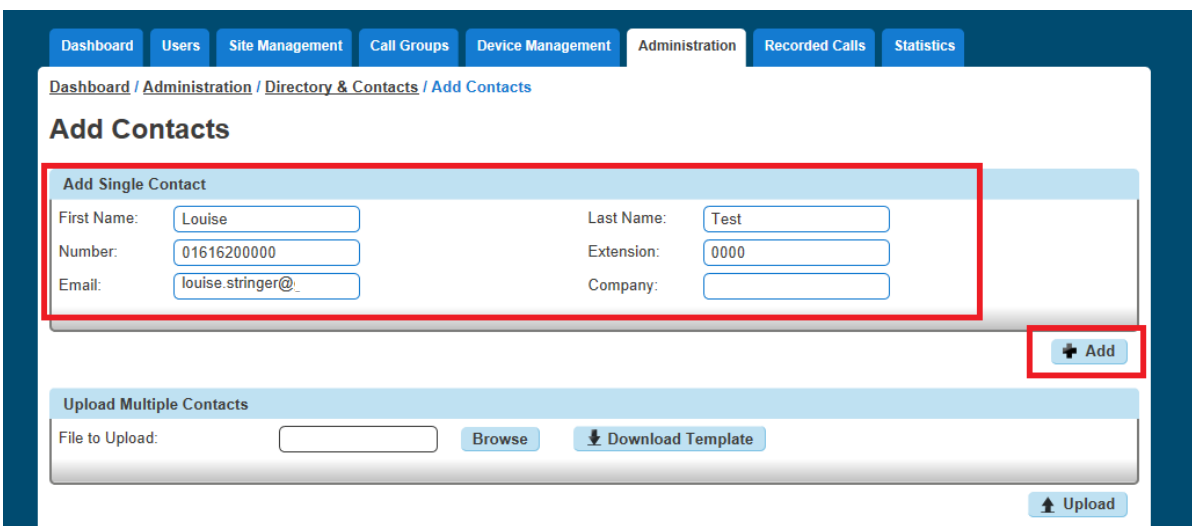 Dashboard Users Site Management Call Groups Device Management Administration Recorded Calls Statistics
Dashboard / Administration / Directory & Contacts / Add Contacts
Add Contacts
Add Single Contact
First Name: Louise Last Name: Test
Number: 01616200000 Extension: 0000
Email: louise.stringer@ Company:
Add
Upload Multiple Contacts
File to Upload: Browse Download Template
Upload